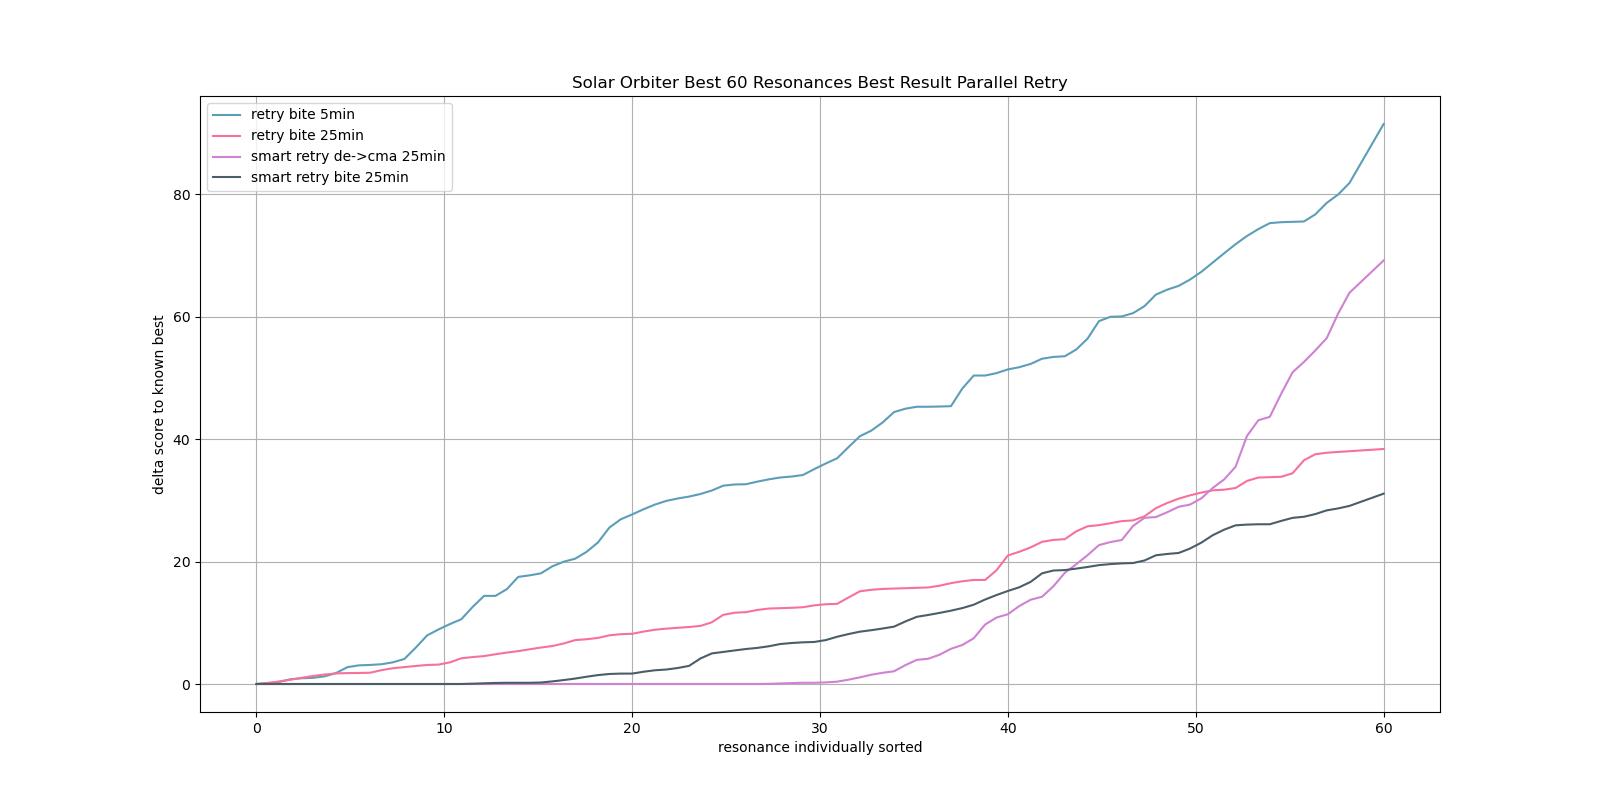 Solar Orbiter Best 60 Resonances Best Result Parallel Retry
retry bite 5min
retry bite 25min
smart retry de->cma 25min
smart retry bite 25min
delta score to known best
80
60
40
20
0
0 10 20 30 40 50 60
resonance individually sorted